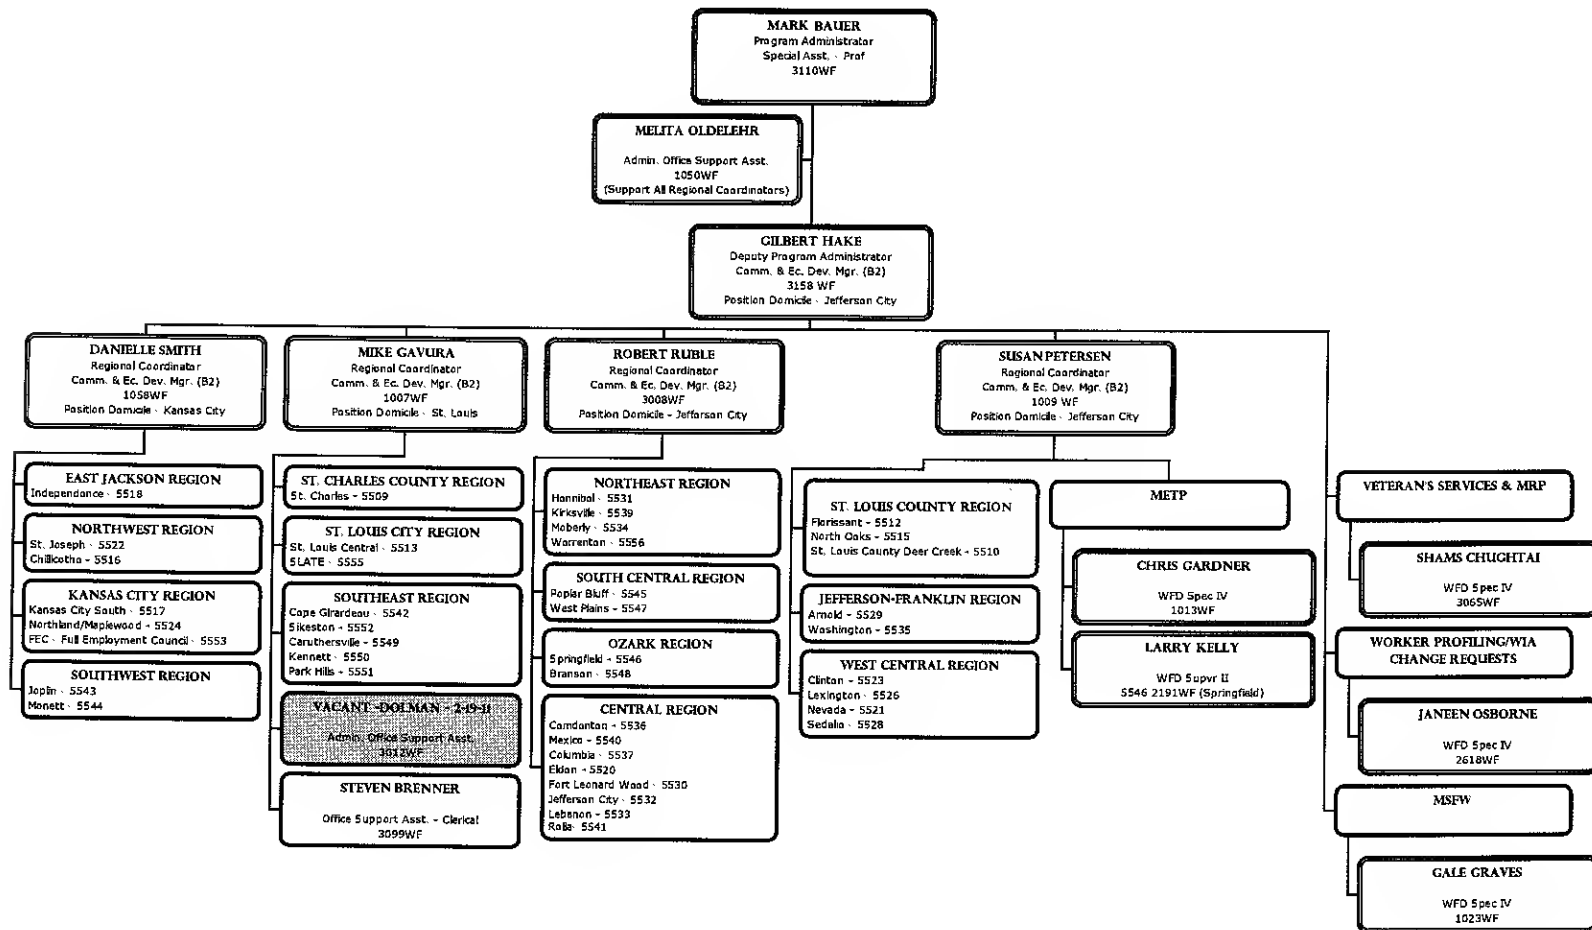 MARK BAUER
Program Administrator
Special Asst. - Prof
3110WF
MELITA OLDELEHR
Admin. Office Support Asst.
1050WF
(Support All Regional Coordinators)
GILBERT HAKE
Deputy Program Administrator
Comm. & Ec. Dev. Mgr. (B2)
3158 WF
Position Domicile - Jefferson City
DANIELLE SMITH
Regional Coordinator
Comm. & Ec. Dev. Mgr. (B2)
1058WF
Position Domicile - Kansas City
EAST JACKSON REGION
Independance - 5518
NORTHWEST REGION
St. Joseph - 5522
Chillicothe - 5516
KANSAS CITY REGION
Kansas City South - 5517
Northland/Maplewood - 5524
FEC - Full Employment Council - 5553
SOUTHWEST REGION
Joplin - 5543
Monett - 5544
MIKE GAVURA
Regional Coordinator
Comm. & Ec. Dev. Mgr. (B2)
1007WF
Position Domicile - St. Louis
ST. CHARLES COUNTY REGION
St. Charles - 5509
ST. LOUIS CITY REGION
St. Louis Central - 5513
SLATE - 5555
SOUTHEAST REGION
Cape Girardeau - 5542
Sikeston - 5552
Caruthersville - 5549
Kennett - 5550
Park Hills - 5551
VACANT -DOLMAN - 2-19-11
Admin. Office Support Asst.
3012WF
STEVEN BRENNER
Office Support Asst. - Clerical
3099WF
ROBERT RUBLE
Regional Coordinator
Comm. & Ec. Dev. Mgr. (B2)
3008WF
Position Domicile - Jefferson City
NORTHEAST REGION
Hannibal - 5531
Kirksville - 5539
Moberly - 5534
Warrenton - 5556
SOUTH CENTRAL REGION
Poplar Bluff - 5545
West Plains - 5547
OZARK REGION
Springfield - 5546
Branson - 5548
CENTRAL REGION
Camdenton - 5536
Mexico - 5540
Columbia - 5537
Eldon - 5520
Fort Leonard Wood - 5530
Jefferson City - 5532
Lebanon - 5533
Rolla- 5541
SUSAN PETERSEN
Regional Coordinator
Comm. & Ec. Dev. Mgr. (B2)
1009 WF
Position Domicile - Jefferson City
ST. LOUIS COUNTY REGION
Florissant - 5512
North Oaks - 5515
St. Louis County Deer Creek - 5510
JEFFERSON-FRANKLIN REGION
Arnold - 5529
Washington - 5535
WEST CENTRAL REGION
Clinton - 5523
Lexington - 5526
Nevada - 5521
Sedalia - 5528
METP
CHRIS GARDNER
WFD Spec IV
1013WF
LARRY KELLY
WFD Supvr II
5546 2191WF (Springfield)
VETERAN'S SERVICES & MRP
SHAMS CHUGHTAI
WFD Spec IV
3065WF
WORKER PROFILING/WIA
CHANGE REQUESTS
JANEEN OSBORNE
WFD Spec IV
2618WF
MSFW
GALE GRAVES
WFD Spec IV
1023WF